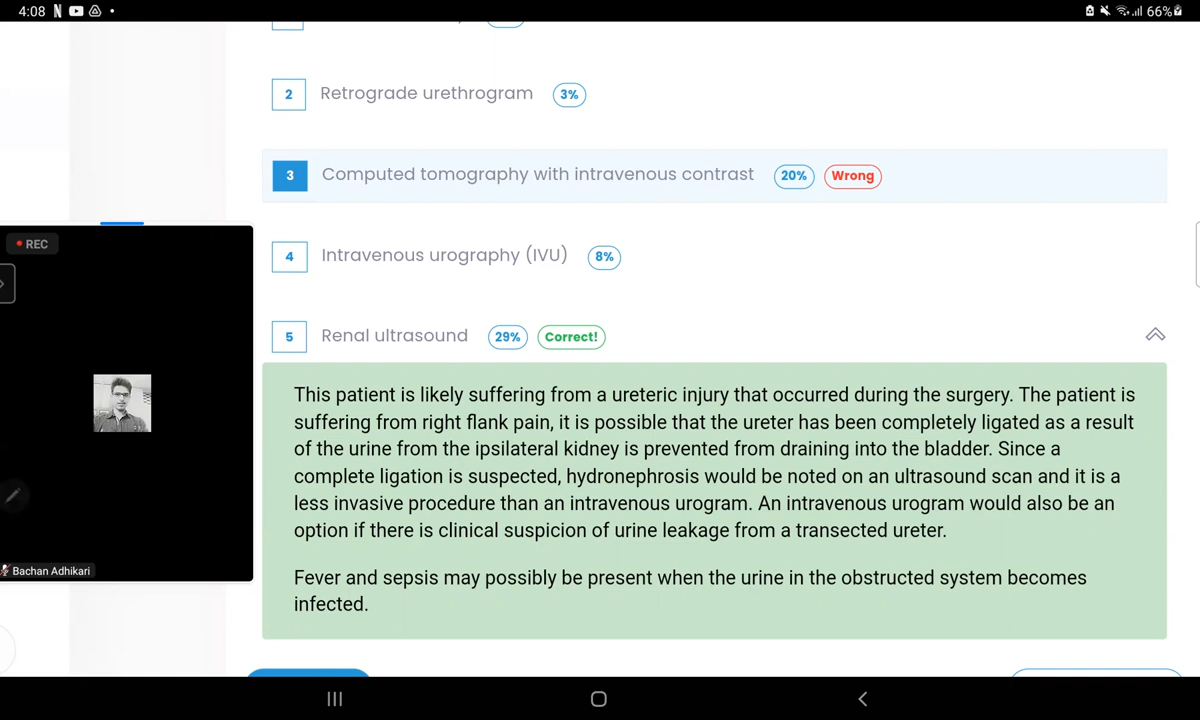 4:08
66%
2 Retrograde urethrogram 3%
3 Computed tomography with intravenous contrast 20% Wrong
REC
4 Intravenous urography (IVU) 8%
5 Renal ultrasound 29% Correct!
This patient is likely suffering from a ureteric injury that occurred during the surgery. The patient is
suffering from right flank pain, it is possible that the ureter has been completely ligated as a result
of the urine from the ipsilateral kidney is prevented from draining into the bladder. Since a
complete ligation is suspected, hydronephrosis would be noted on an ultrasound scan and it is a
less invasive procedure than an intravenous urogram. An intravenous urogram would also be an
option if there is clinical suspicion of urine leakage from a transected ureter.
Bachan Adhikari
Fever and sepsis may possibly be present when the urine in the obstructed system becomes
infected.